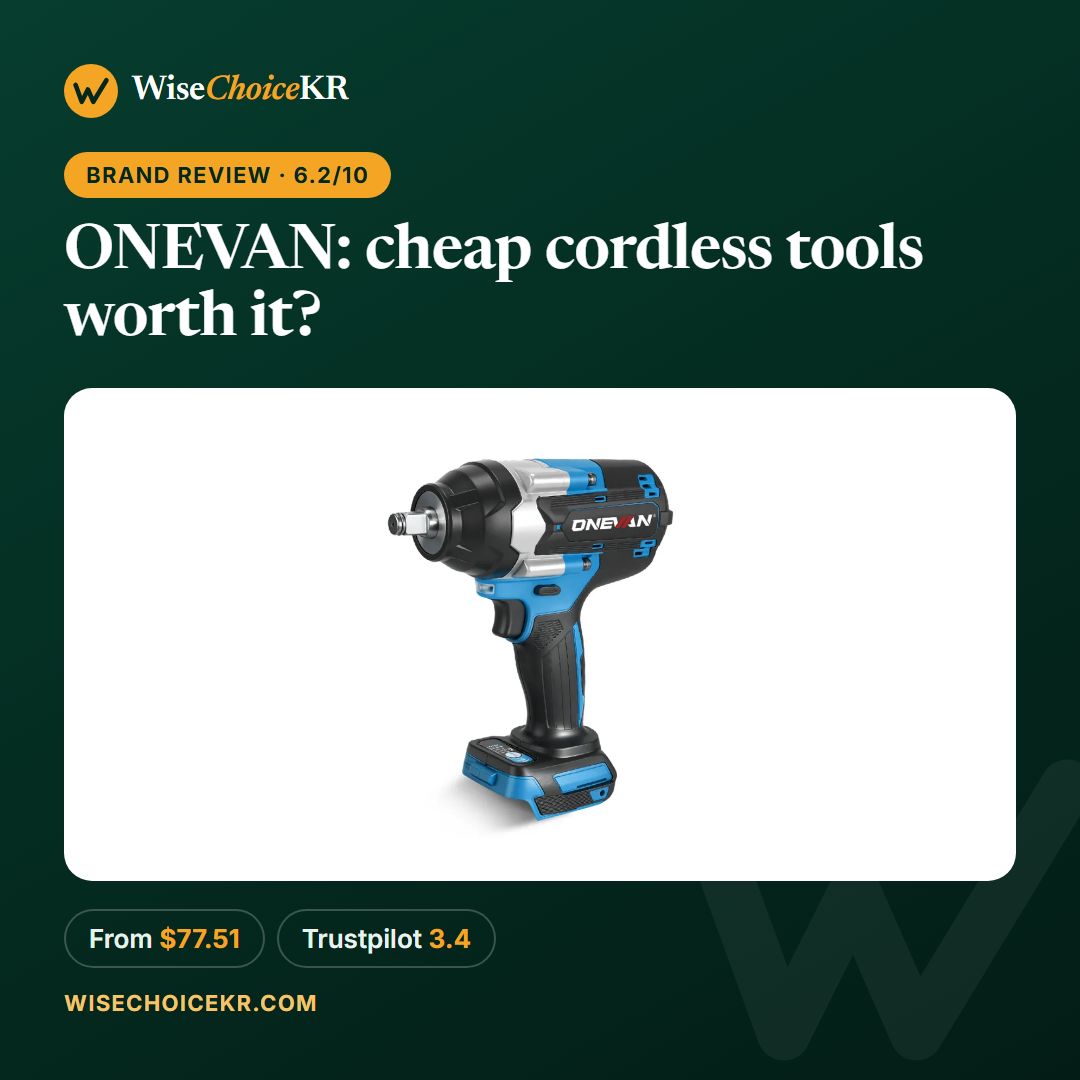 WiseChoiceKR
BRAND REVIEW · 6.2/10
ONEVAN: cheap cordless tools
worth it?
ONEVAN
From $77.51
Trustpilot 3.4
WISECHOICEKR.COM